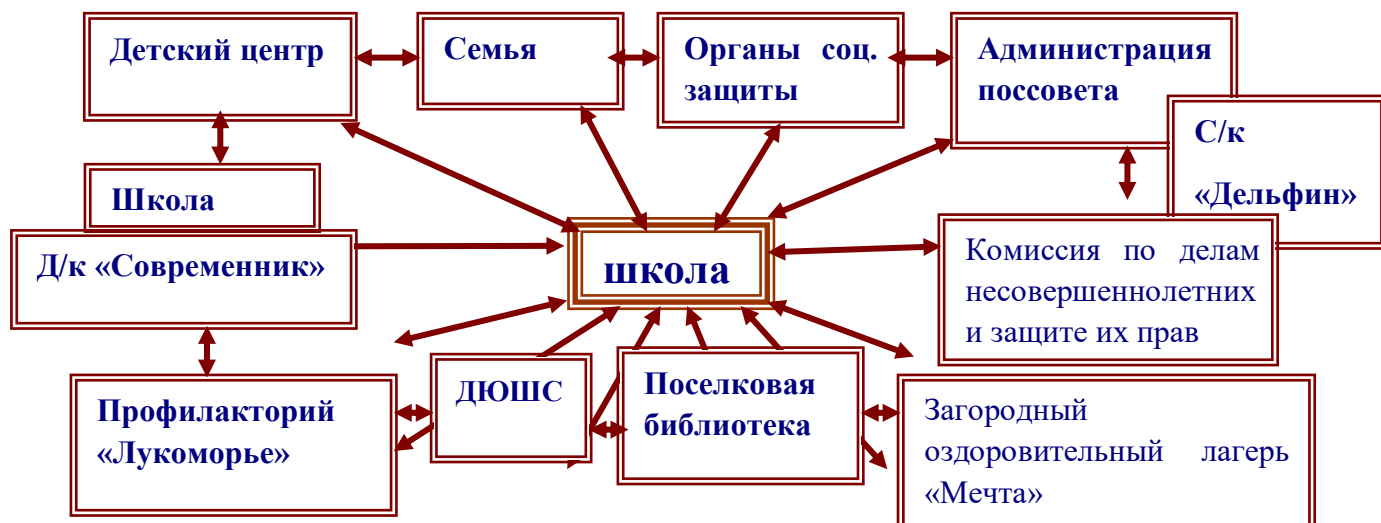 Детский центр
Семья
Органы соц.
защиты
Администрация
поссовета
С/к
«Дельфин»
Школа
Д/к «Современник»
школа
Комиссия по делам
несовершеннолетних
и защите их прав
Профилакторий
«Лукоморье»
ДЮШС
Поселковая
библиотека
Загородный
оздоровительный лагерь
«Мечта»